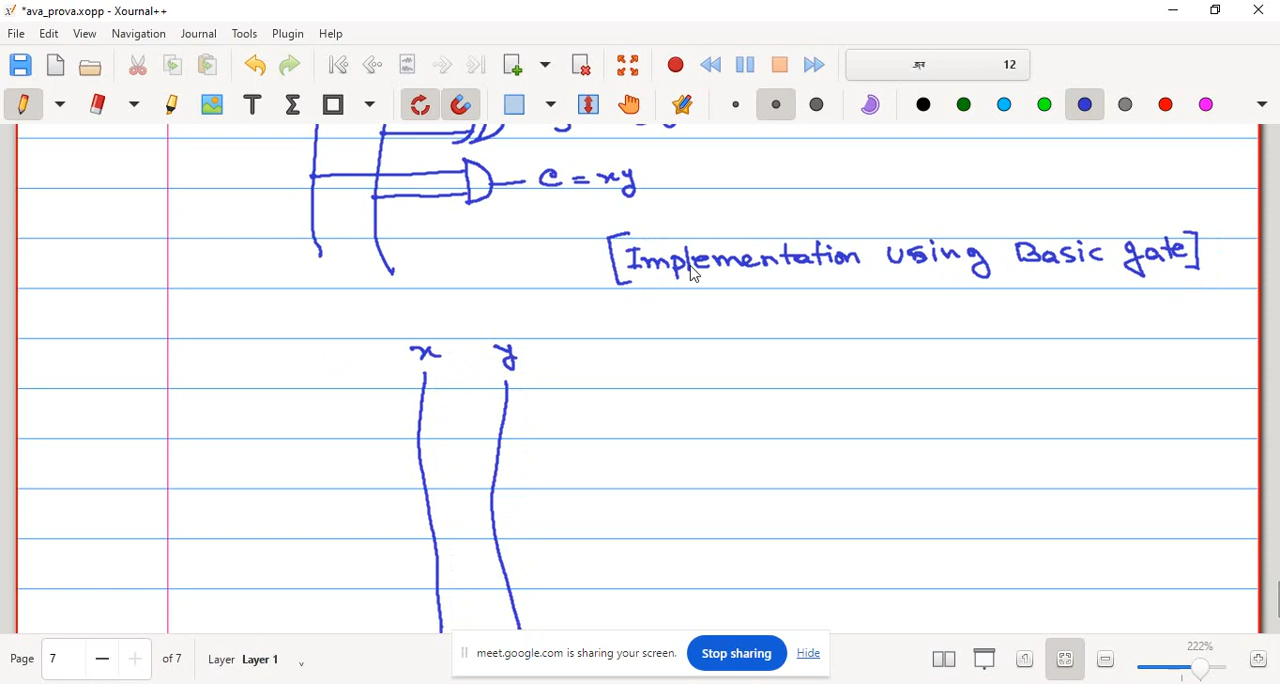 *ava_prova.xopp - Xournal++
File Edit View Navigation Journal Tools Plugin Help
জব 12
C = xy
[Implementation using Basic gate]
x y
Page 7 of 7 Layer Layer 1
meet.google.com is sharing your screen. Stop sharing Hide
222%